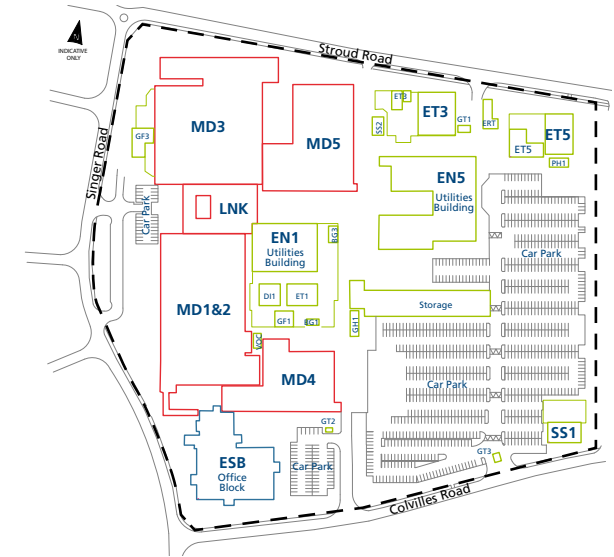 INDICATIVE
ONLY
Stroud Road
Singer Road
Colvilles Road
MD3
GF3
MD5
ET3
SS2
ET3
GT1
ERT
ET5
ET5
PH1
LNK
Car Park
EN1
Utilities
Building
BG3
EN5
Utilities
Building
Car Park
MD1&2
DI1
ET1
GF1
BG1
VOC
GH1
Storage
MD4
Car Park
GT2
SS1
GT3
ESB
Office
Block
Car Park